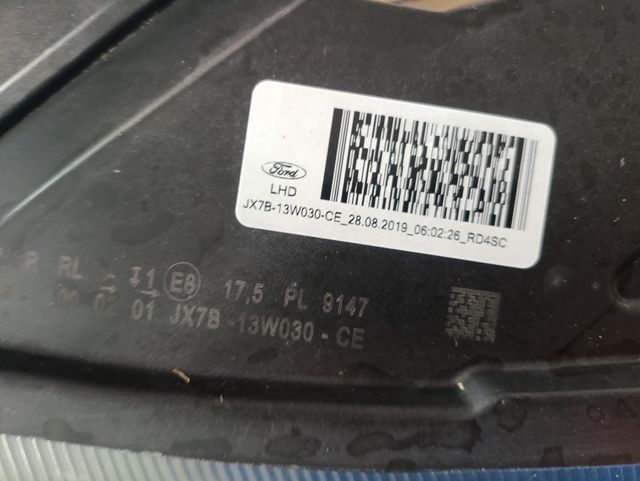 Ford
LHD
JX7B-13W030-CE_28.08.2019_06:02:26_RD4SC
R RL 1 E8 17,5 PL 9147
01 JX7B-13W030-CE